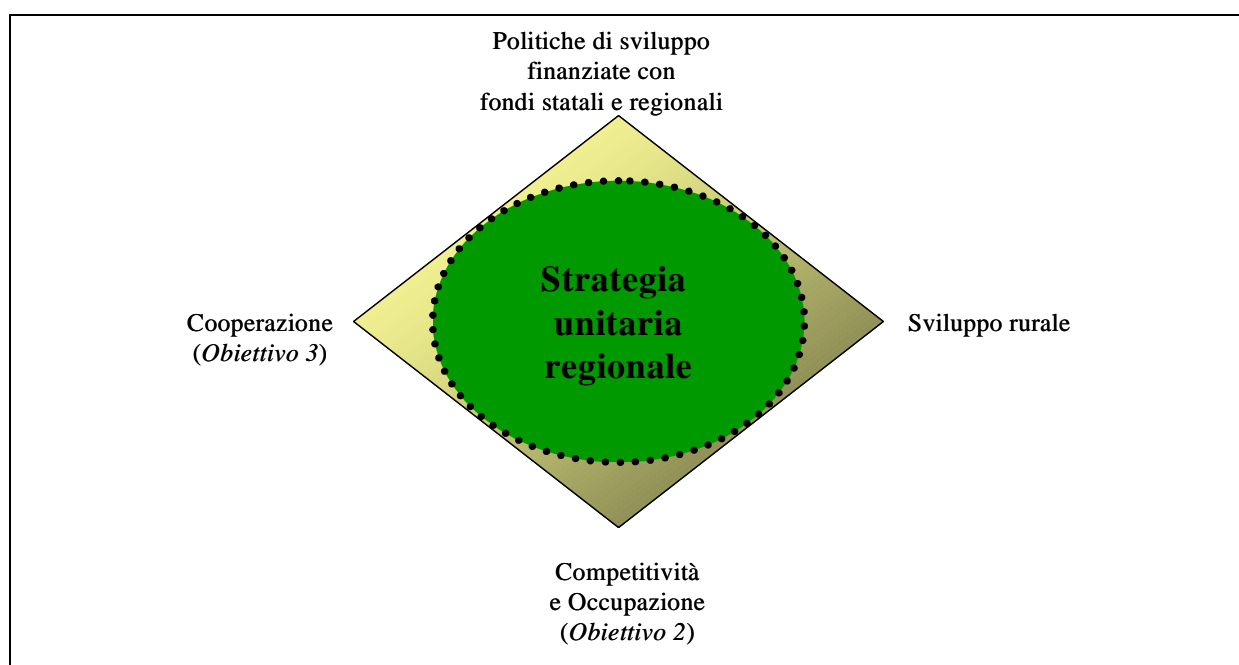 Politiche di sviluppo
finanziate con
fondi statali e regionali
Strategia
unitaria
regionale
Cooperazione
(Obiettivo 3)
Sviluppo rurale
Competitività
e Occupazione
(Obiettivo 2)